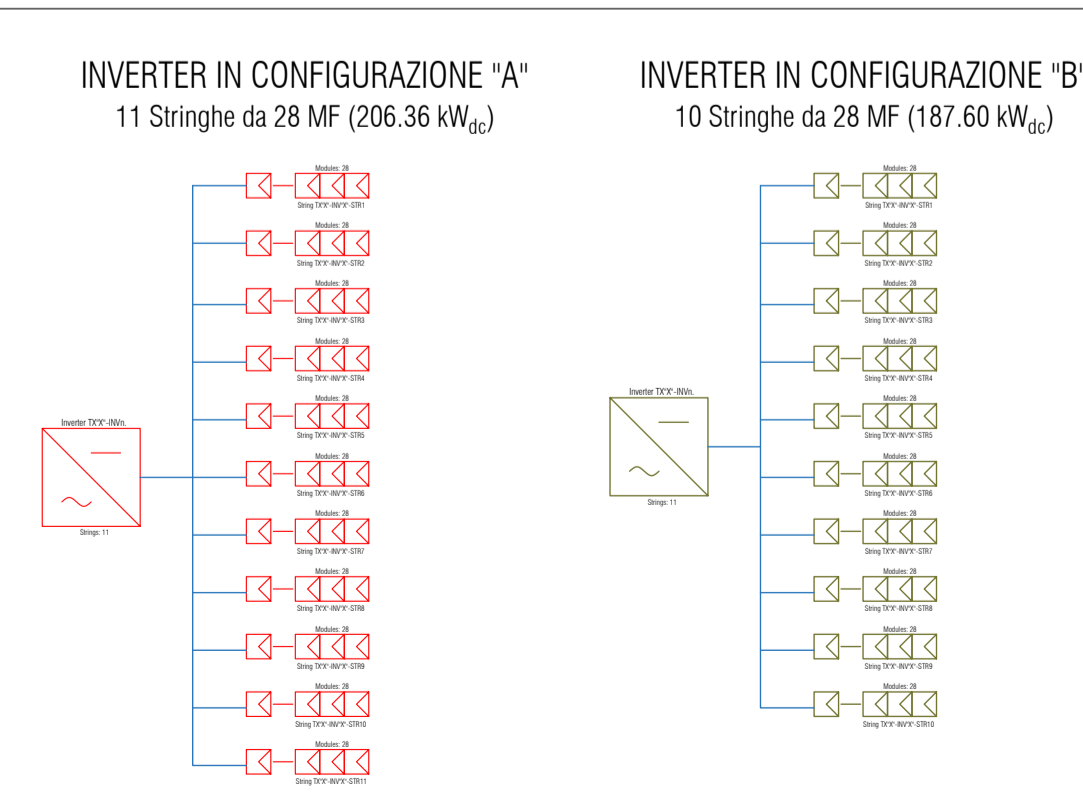 INVERTER IN CONFIGURAZIONE "A"
11 Stringhe da 28 MF (206.36 kWdc)
Modules: 28
String TX"X"-INV"X"-STR1
Modules: 28
String TX"X"-INV"X"-STR2
Modules: 28
String TX"X"-INV"X"-STR3
Modules: 28
String TX"X"-INV"X"-STR4
Modules: 28
String TX"X"-INV"X"-STR5
Modules: 28
String TX"X"-INV"X"-STR6
Modules: 28
String TX"X"-INV"X"-STR7
Modules: 28
String TX"X"-INV"X"-STR8
Modules: 28
String TX"X"-INV"X"-STR9
Modules: 28
String TX"X"-INV"X"-STR10
Modules: 28
String TX"X"-INV"X"-STR11
Inverter TX"X"-INVn.
Strings: 11
INVERTER IN CONFIGURAZIONE "B"
10 Stringhe da 28 MF (187.60 kWdc)
Modules: 28
String TX"X"-INV"X"-STR1
Modules: 28
String TX"X"-INV"X"-STR2
Modules: 28
String TX"X"-INV"X"-STR3
Modules: 28
String TX"X"-INV"X"-STR4
Modules: 28
String TX"X"-INV"X"-STR5
Modules: 28
String TX"X"-INV"X"-STR6
Modules: 28
String TX"X"-INV"X"-STR7
Modules: 28
String TX"X"-INV"X"-STR8
Modules: 28
String TX"X"-INV"X"-STR9
Modules: 28
String TX"X"-INV"X"-STR10
Inverter TX"X"-INVn.
Strings: 11